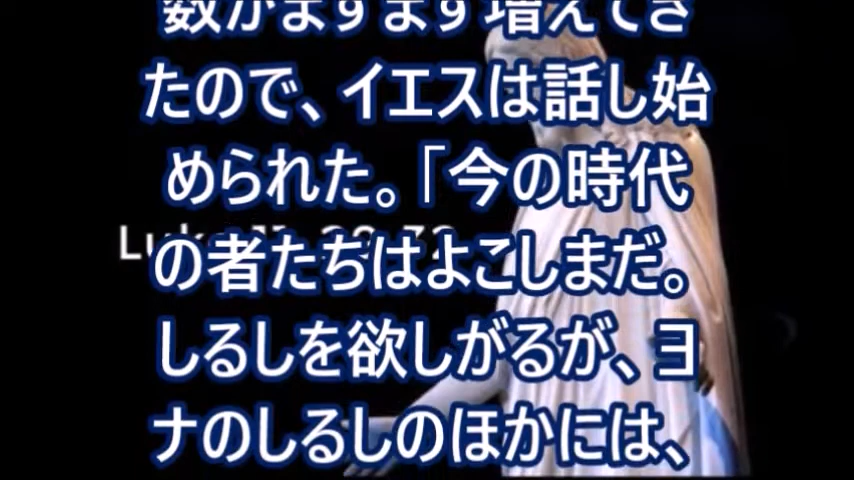 数がますます増えてき
たので、イエスは話し始
められた。「今の時代
の者たちはよこしまだ。
しるしを欲しがるが、ヨ
ナのしるしのほかには、